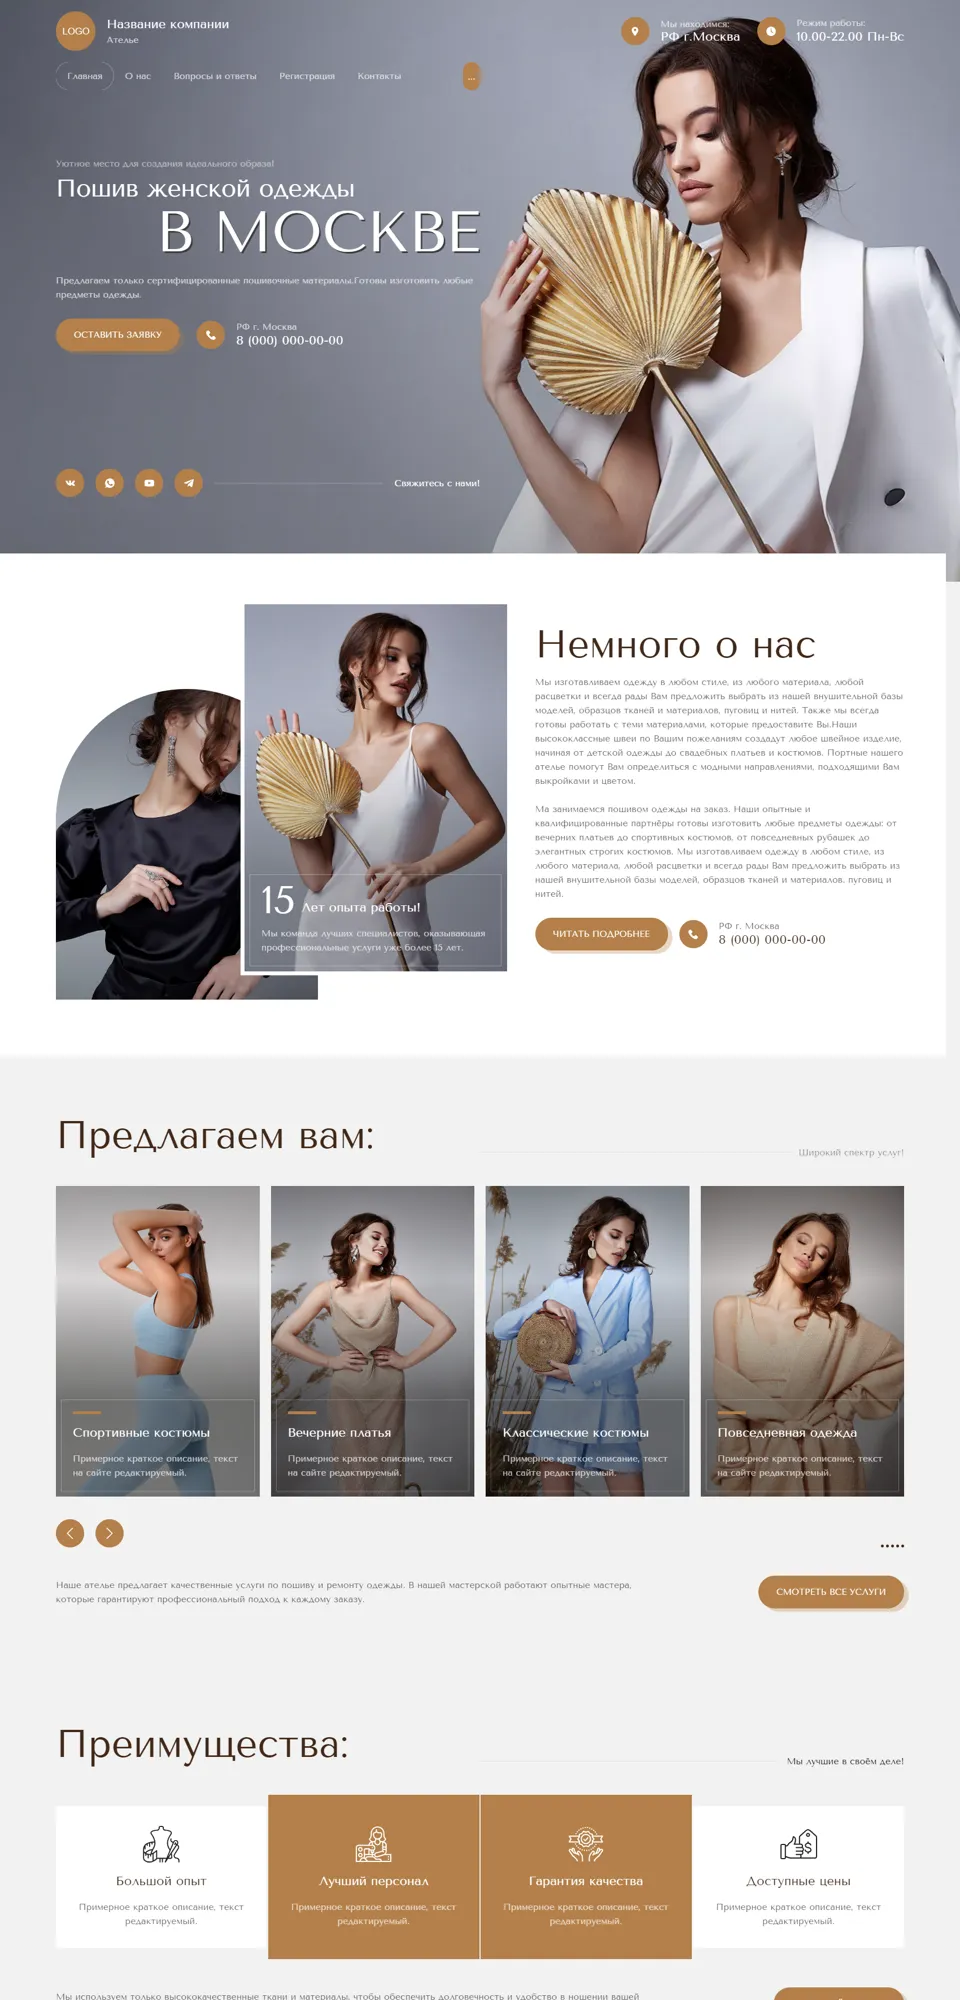 LOGO
Название компании
Ателье
Мы находимся:
РФ г.Москва
Режим работы:
10.00-22.00 Пн-Вс
Главная
О нас
Вопросы и ответы
Регистрация
Контакты
...
Уютное место для создания идеального образа!
Пошив женской одежды
В МОСКВЕ
Предлагаем только сертифицированные пошивочные материалы.Готовы изготовить любые
предметы одежды.
ОСТАВИТЬ ЗАЯВКУ
РФ г. Москва
8 (000) 000-00-00
Свяжитесь с нами!
15 Лет опыта работы!
Мы команда лучших специалистов, оказывающая
профессиональные услуги уже более 15 лет.
Немного о нас
Мы изготавливаем одежду в любом стиле, из любого материала, любой
расцветки и всегда рады Вам предложить выбрать из нашей внушительной базы
моделей, образцов тканей и материалов, пуговиц и нитей. Также мы всегда
готовы работать с теми материалами, которые предоставите Вы.Наши
высококлассные швеи по Вашим пожеланиям создадут любое швейное изделие,
начиная от детской одежды до свадебных платьев и костюмов. Портные нашего
ателье помогут Вам определиться с модными направлениями, подходящими Вам
выкройками и цветом.
Ма занимаемся пошивом одежды на заказ. Наши опытные и
квалифицированные партнёры готовы изготовить любые предметы одежды: от
вечерних платьев до спортивных костюмов, от повседневных рубашек до
элегантных строгих костюмов. Мы изготавливаем одежду в любом стиле, из
любого материала, любой расцветки и всегда рады Вам предложить выбрать из
нашей внушительной базы моделей, образцов тканей и материалов, пуговиц и
нитей.
ЧИТАТЬ ПОДРОБНЕЕ
РФ г. Москва
8 (000) 000-00-00
Предлагаем вам:
Широкий спектр услуг!
Спортивные костюмы
Примерное краткое описание, текст
на сайте редактируемый.
Вечерние платья
Примерное краткое описание, текст
на сайте редактируемый.
Классические костюмы
Примерное краткое описание, текст
на сайте редактируемый.
Повседневная одежда
Примерное краткое описание, текст
на сайте редактируемый.
Наше ателье предлагает качественные услуги по пошиву и ремонту одежды. В нашей мастерской работают опытные мастера,
которые гарантируют профессиональный подход к каждому заказу.
СМОТРЕТЬ ВСЕ УСЛУГИ
Преимущества:
Мы лучшие в своём деле!
Большой опыт
Примерное краткое описание, текст
редактируемый.
Лучший персонал
Примерное краткое описание, текст
редактируемый.
Гарантия качества
Примерное краткое описание, текст
редактируемый.
Доступные цены
Примерное краткое описание, текст
редактируемый.
Мы используем только высококачественные ткани и материалы, чтобы обеспечить долговечность и удобство в ношении вашей